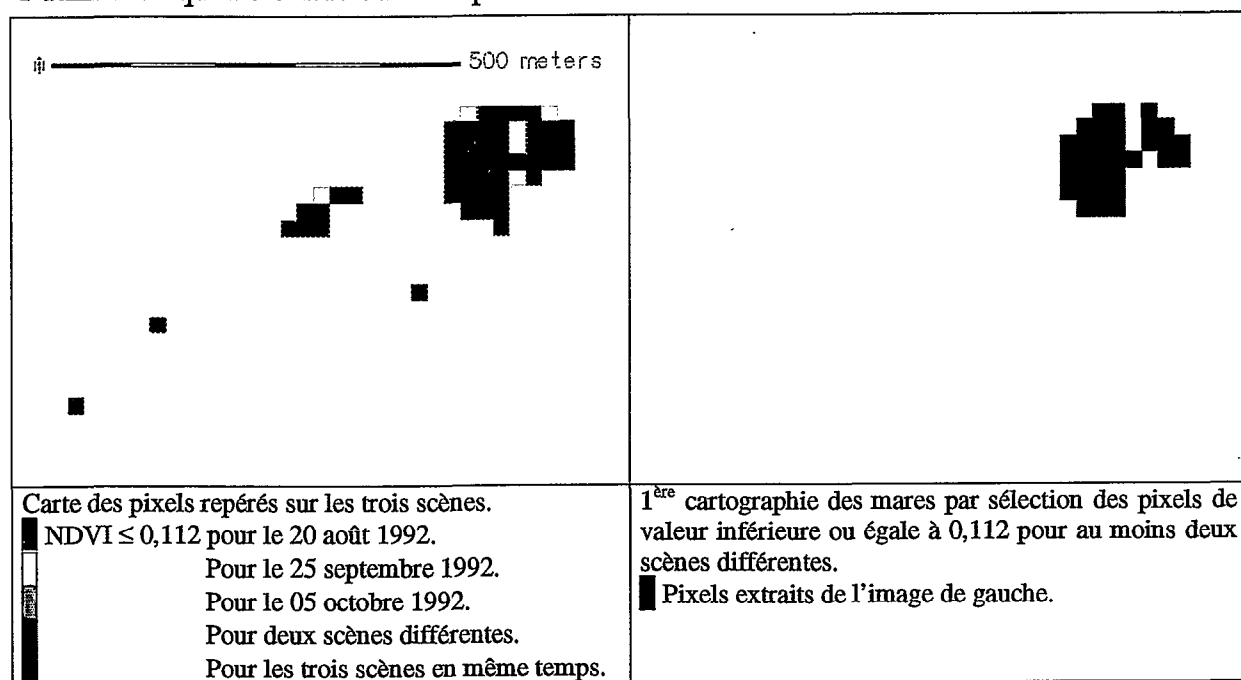 500 meters
Carte des pixels repérés sur les trois scènes.
NDVI ≤ 0,112 pour le 20 août 1992.
Pour le 25 septembre 1992.
Pour le 05 octobre 1992.
Pour deux scènes différentes.
Pour les trois scènes en même temps.
1ère cartographie des mares par sélection des pixels de
valeur inférieure ou égale à 0,112 pour au moins deux
scènes différentes.
Pixels extraits de l'image de gauche.